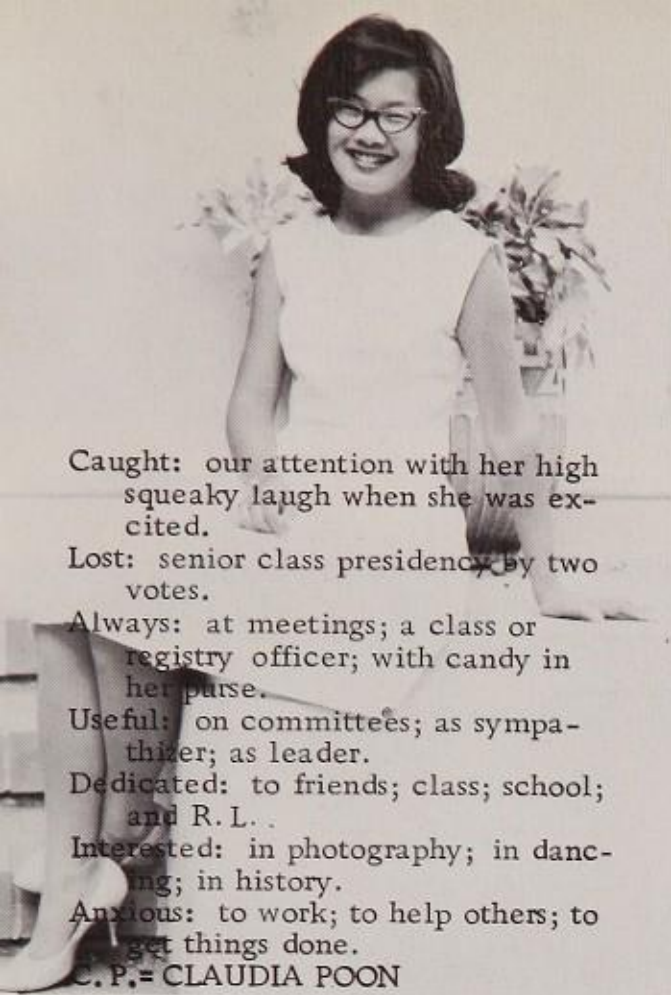 Caught: our attention with her high
squeaky laugh when she was ex-
cited.
Lost: senior class presidency by two
votes.
Always: at meetings; a class or
registry officer; with candy in
her purse.
Useful: on committees; as sympa-
thizer; as leader.
Dedicated: to friends; class; school;
and R. L. .
Interested: in photography; in danc-
ing; in history.
Anxious: to work; to help others; to
get things done.
C. P. = CLAUDIA POON